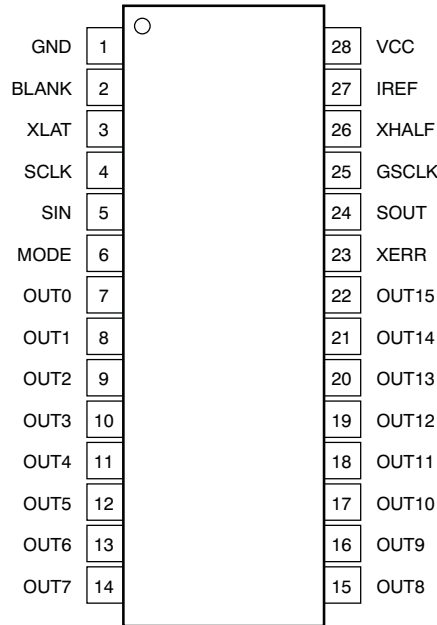 GND 1 28 VCC
BLANK 2 27 IREF
XLAT 3 26 XHALF
SCLK 4 25 GSCLK
SIN 5 24 SOUT
MODE 6 23 XERR
OUT0 7 22 OUT15
OUT1 8 21 OUT14
OUT2 9 20 OUT13
OUT3 10 19 OUT12
OUT4 11 18 OUT11
OUT5 12 17 OUT10
OUT6 13 16 OUT9
OUT7 14 15 OUT8